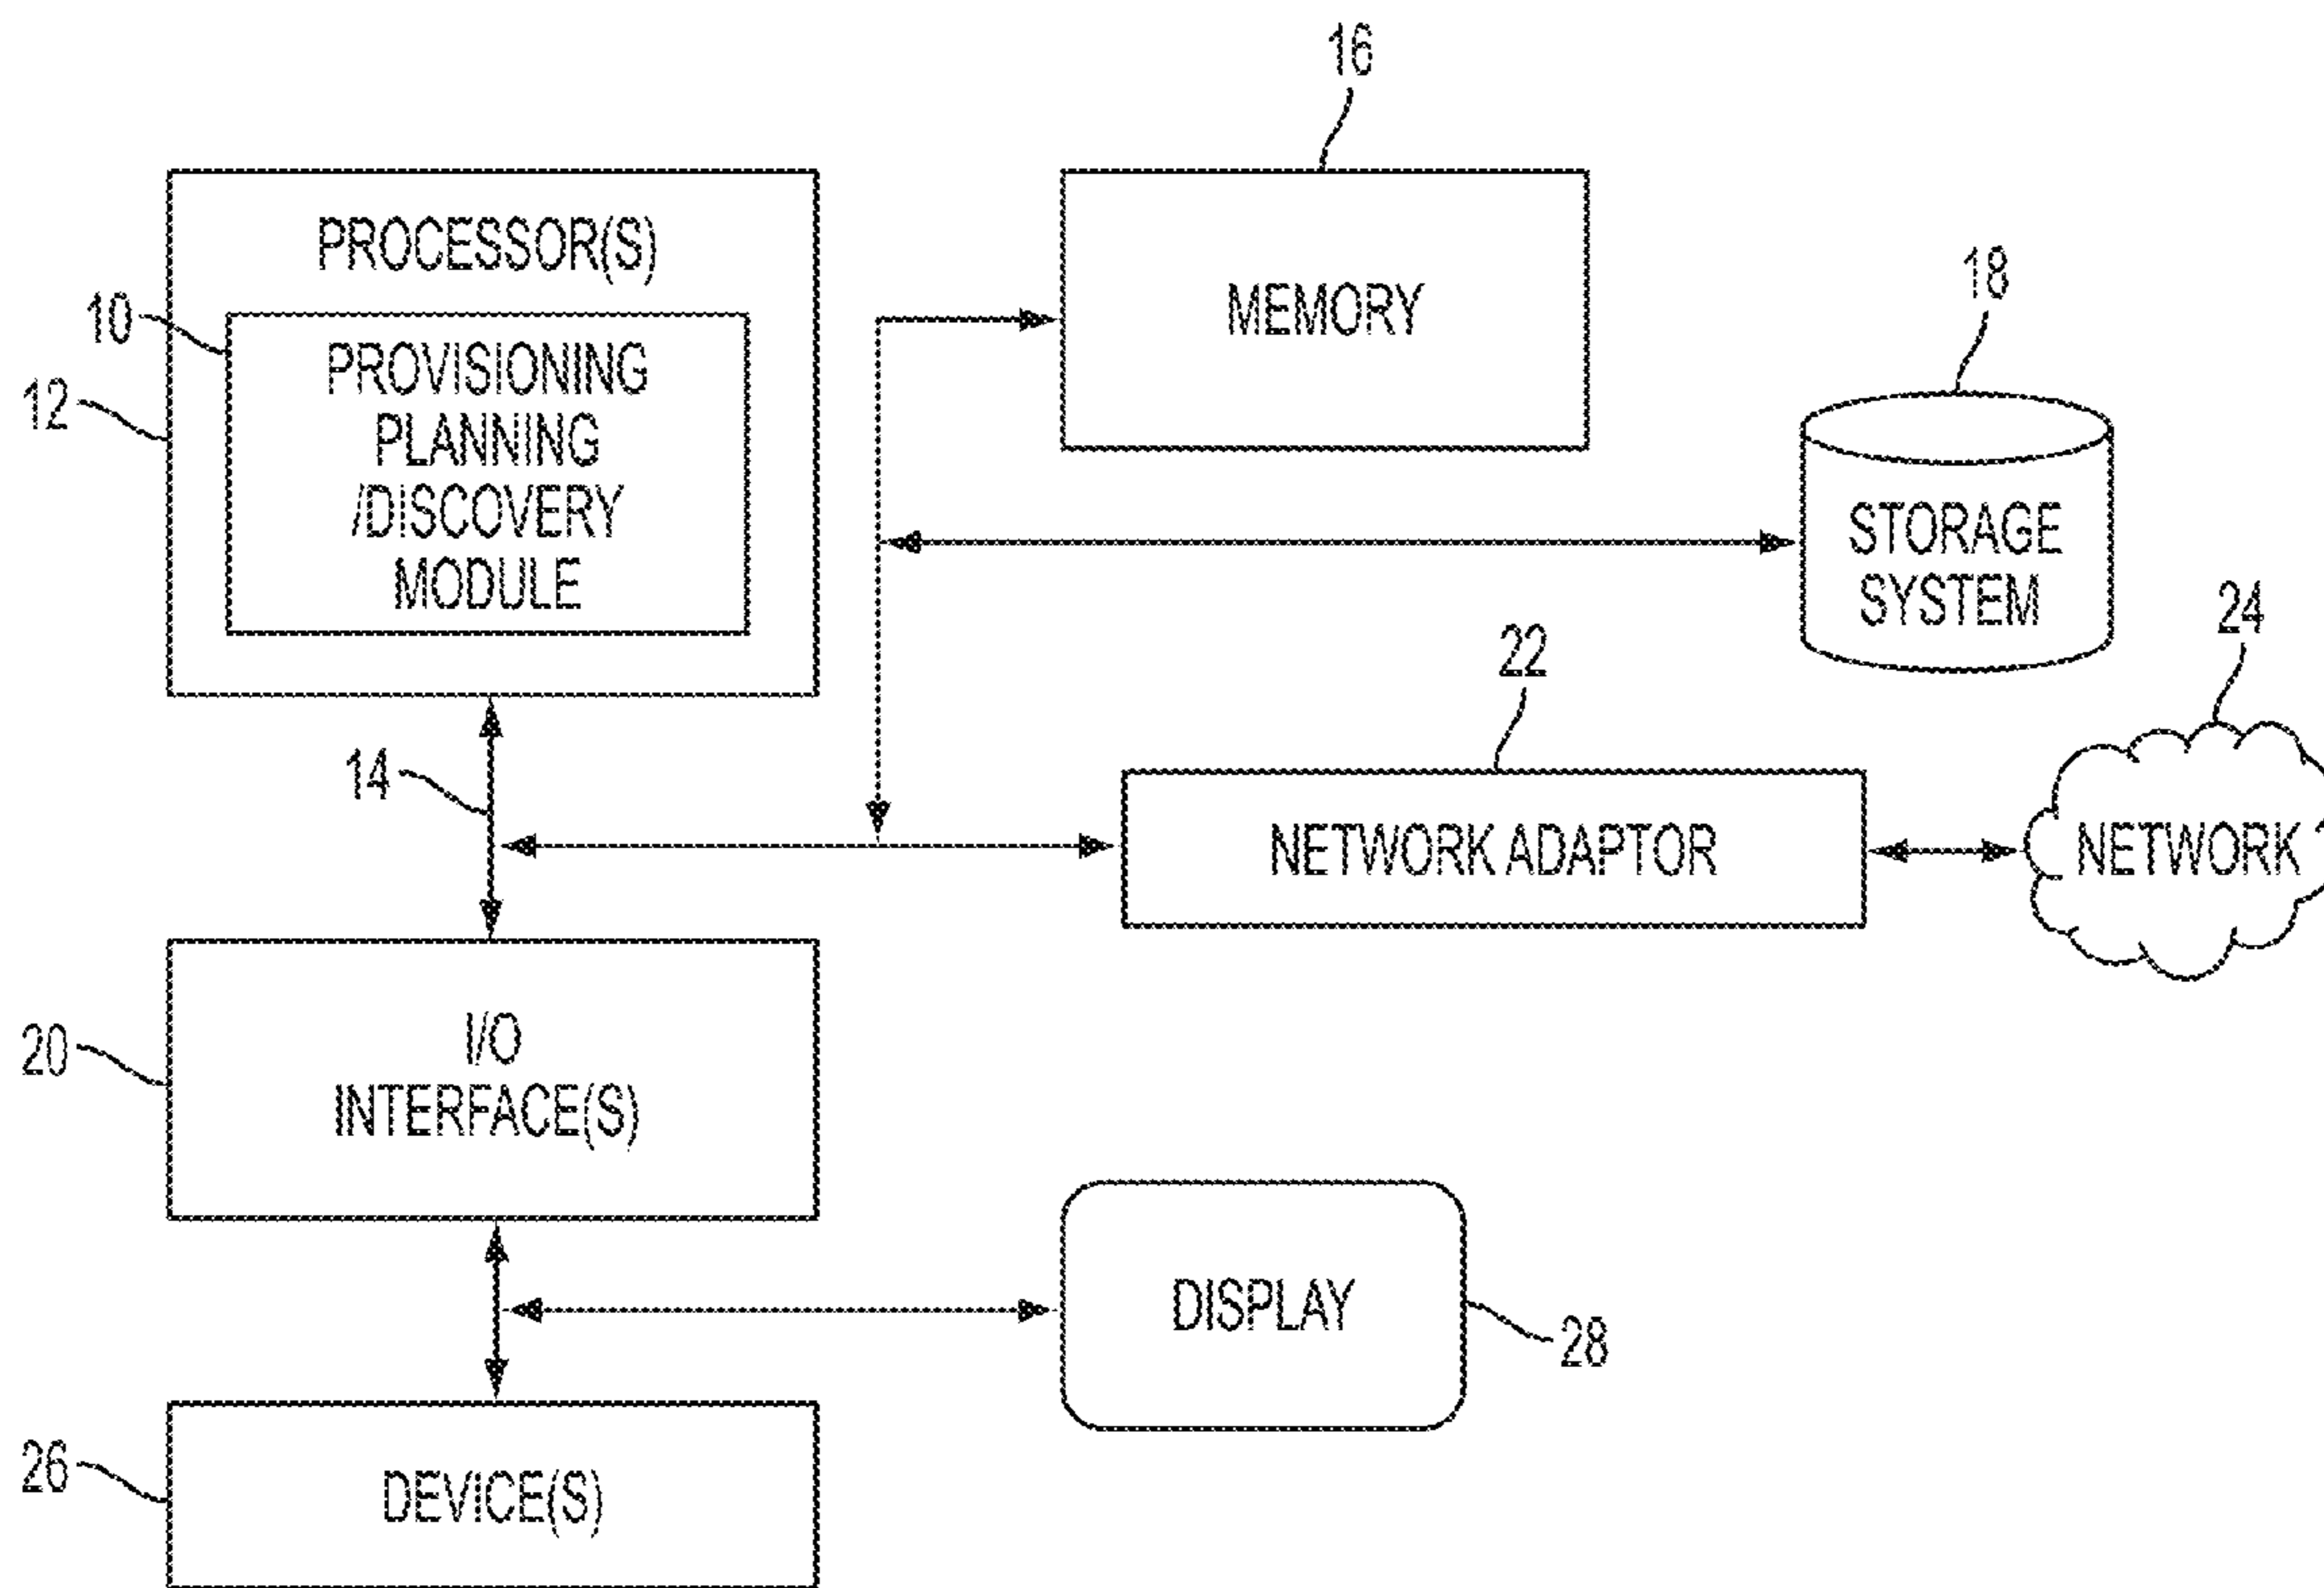 16
PROCESSOR(S)
10
12
PROVISIONING
PLANNING
/DISCOVERY
MODULE
MEMORY
18
STORAGE
SYSTEM
24
22
14
NETWORK ADAPTOR
NETWORK
20
I/O
INTERFACE(S)
DISPLAY
28
26
DEVICE(S)